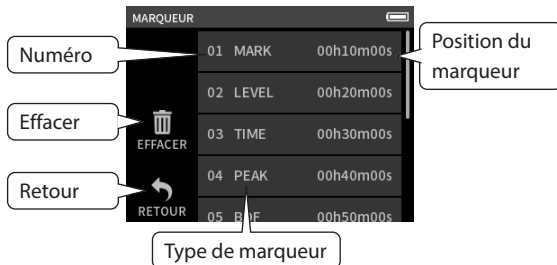 MARQUEUR
Numéro
01 MARK 00h10m00s
Position du
marqueur
02 LEVEL 00h20m00s
Effacer
EFFACER
03 TIME 00h30m00s
04 PEAK 00h40m00s
Retour
RETOUR
05 00h50m00s
Type de marqueur